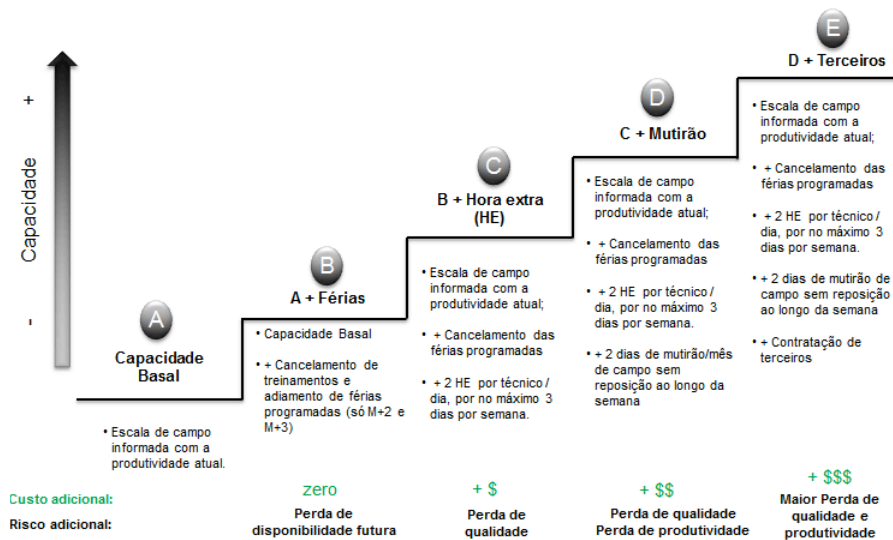 E
D + Terceiros
D
C + Mutirão
C
B + Hora extra
(HE)
B
A + Férias
A
Capacidade
Basal
+
Capacidade
-
• Escala de campo
informada com a
produtividade atual.
• Capacidade Basal
• + Cancelamento de
treinamentos e
adiamento de férias
programadas (só M+2 e
M+3)
• Escala de campo
informada com a
produtividade atual;
• + Cancelamento das
férias programadas
• + 2 HE por técnico /
dia, por no máximo 3
dias por semana.
• Escala de campo
informada com a
produtividade atual;
• + Cancelamento das
férias programadas
• + 2 HE por técnico /
dia, por no máximo 3
dias por semana.
• + 2 dias de mutirão/mês
de campo sem
reposição ao longo da
semana
• Escala de campo
informada com a
produtividade atual;
• + Cancelamento das
férias programadas
• + 2 HE por técnico /
dia, por no máximo 3
dias por semana.
• + 2 dias de mutirão de
campo sem reposição
ao longo da semana
• + Contratação de
terceiros
Custo adicional:
zero
+ $
+ $$
+ $$$
Risco adicional:
Perda de
disponibilidade futura
Perda de
qualidade
Perda de qualidade
Perda de produtividade
Maior Perda de
qualidade e
produtividade